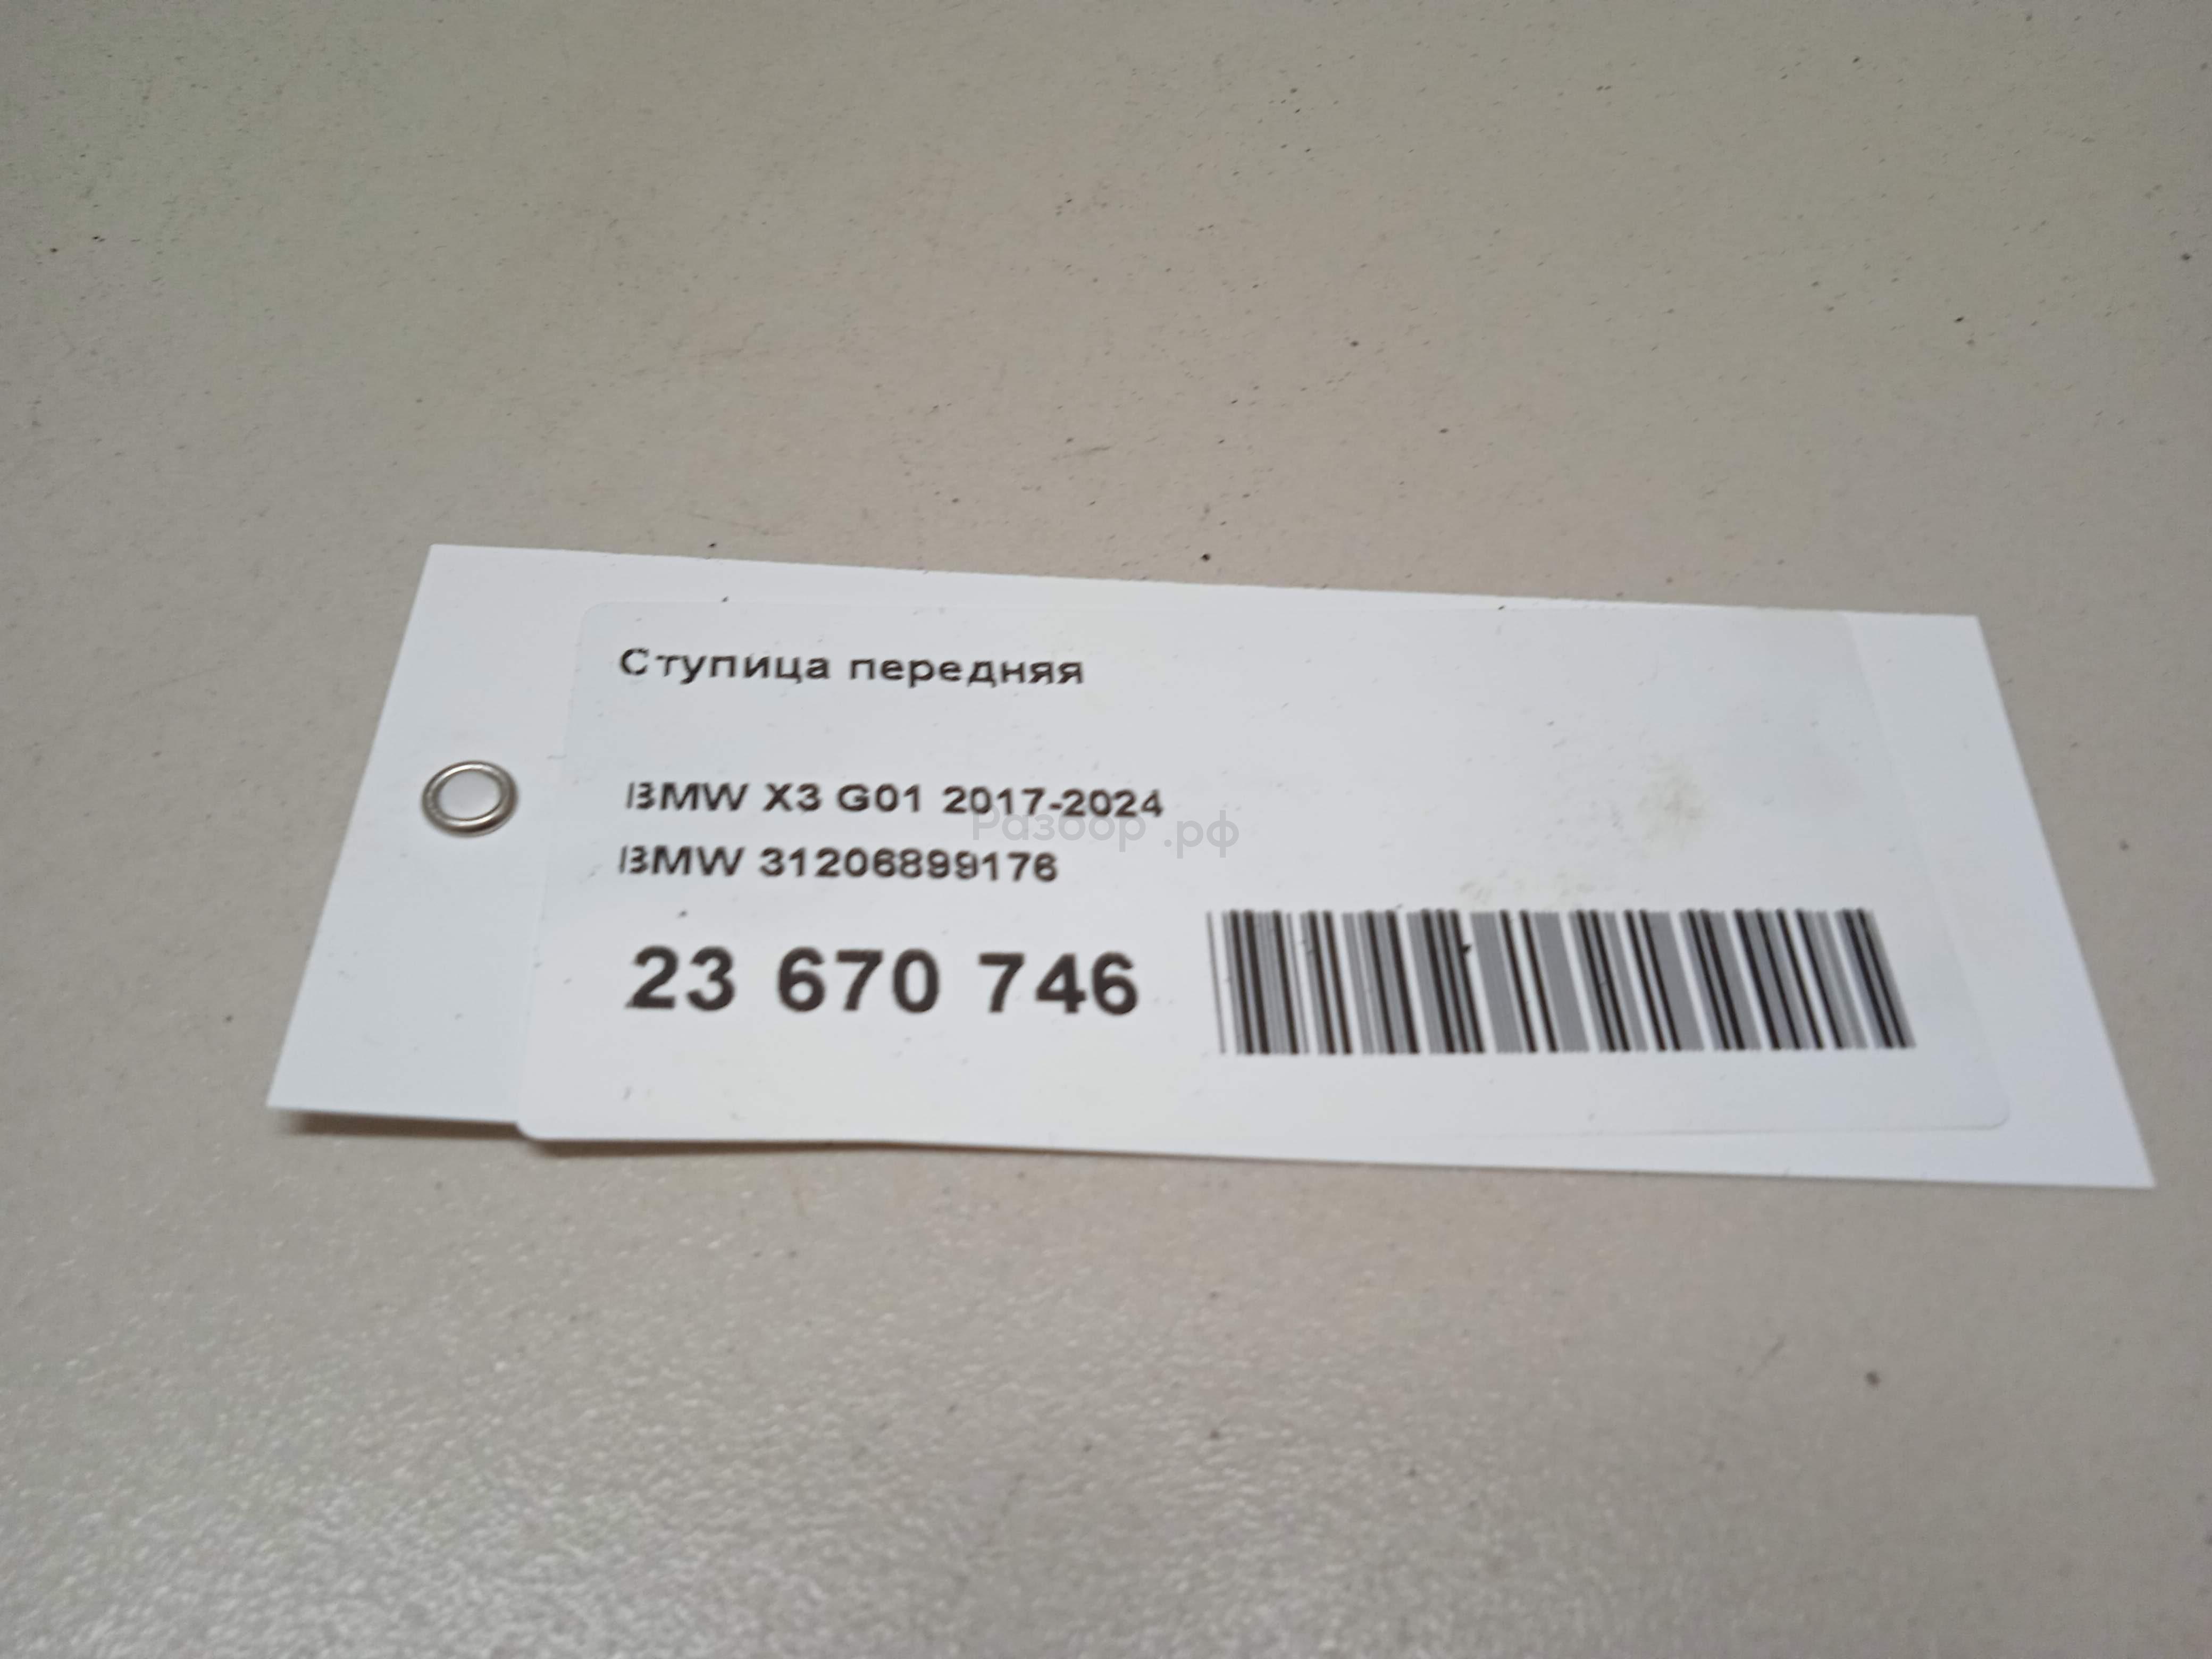 Ступица передняя
BMW X3 G01 2017-2024
Разбор.рф
BMW 31206899176
23 670 746